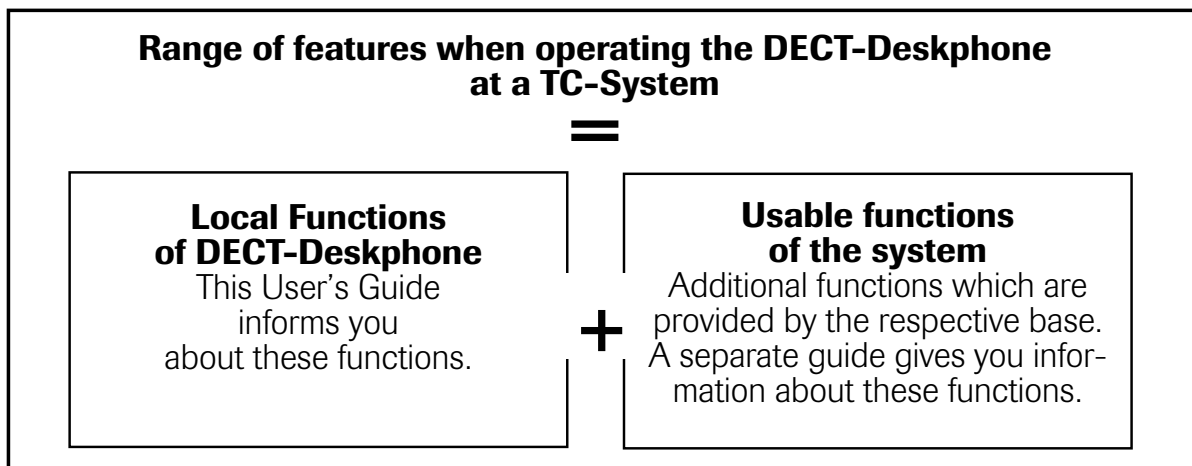 Range of features when operating the DECT-Deskphone
at a TC-System
=
Local Functions
of DECT-Deskphone
This User's Guide
informs you
about these functions.
+
Usable functions
of the system
Additional functions which are
provided by the respective base.
A separate guide gives you infor-
mation about these functions.